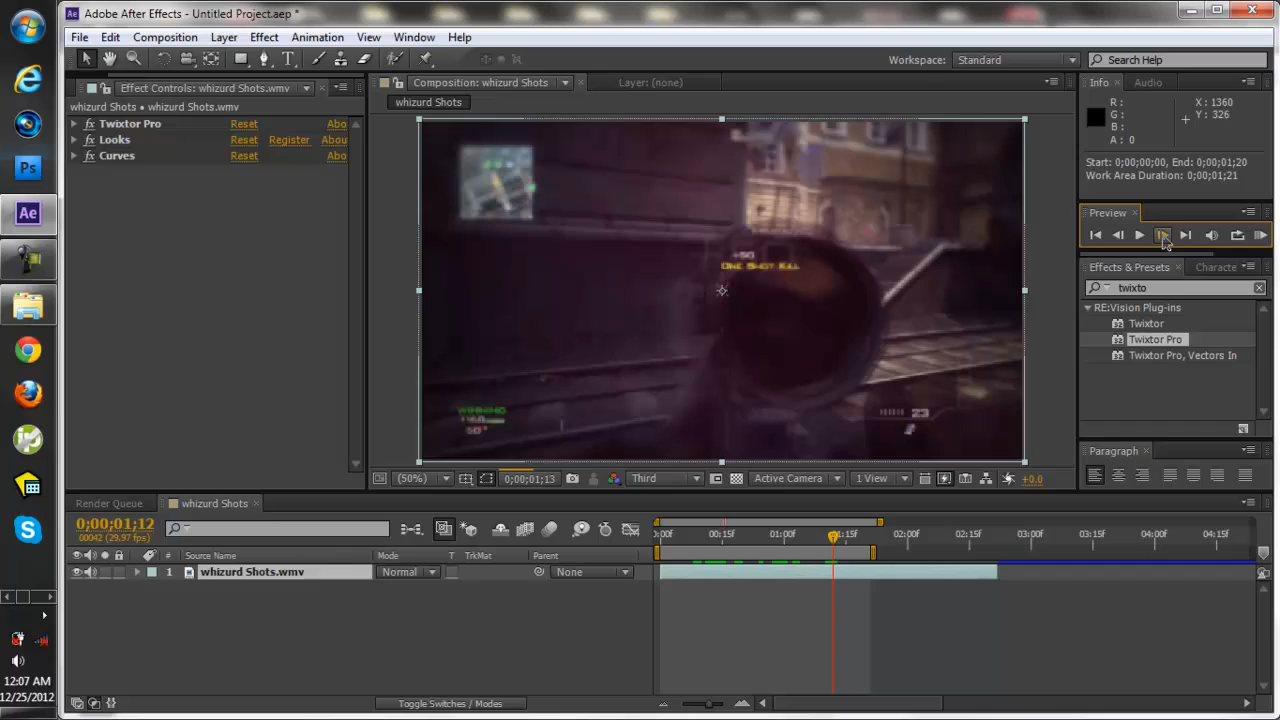 Adobe After Effects - Untitled Project.aep *
File Edit Composition Layer Effect Animation View Window Help
Workspace: Standard Search Help
Effect Controls: whizurd Shots.wmv
whizurd Shots • whizurd Shots.wmv
Twixtor Pro Reset Abo
Looks Reset Register Abou
Curves Reset Abo
Composition: whizurd Shots Layer: (none)
whizurd Shots
+50
ONE SHOT KILL
WINNING
23
(50%) 0;00;01;13 Third Active Camera 1 View +0.0
Info Audio
R : X : 1360
G : Y : 326
B :
A : 0
Start: 0;00;00;00, End: 0;00;01;20
Work Area Duration: 0;00;01;21
Preview
Effects & Presets Characte
twixto
RE:Vision Plug-ins
Twixtor
Twixtor Pro
Twixtor Pro, Vectors In
Paragraph
Render Queue whizurd Shots
0;00;01;12
00042 (29.97 fps)
:00f 00:15f 01:00f 01:15f 02:00f 02:15f 03:00f 03:15f 04:00f 04:15f
# Source Name Mode T TrkMat Parent
1 whizurd Shots.wmv Normal None
Toggle Switches / Modes
Ps
Ae
12:07 AM
12/25/2012